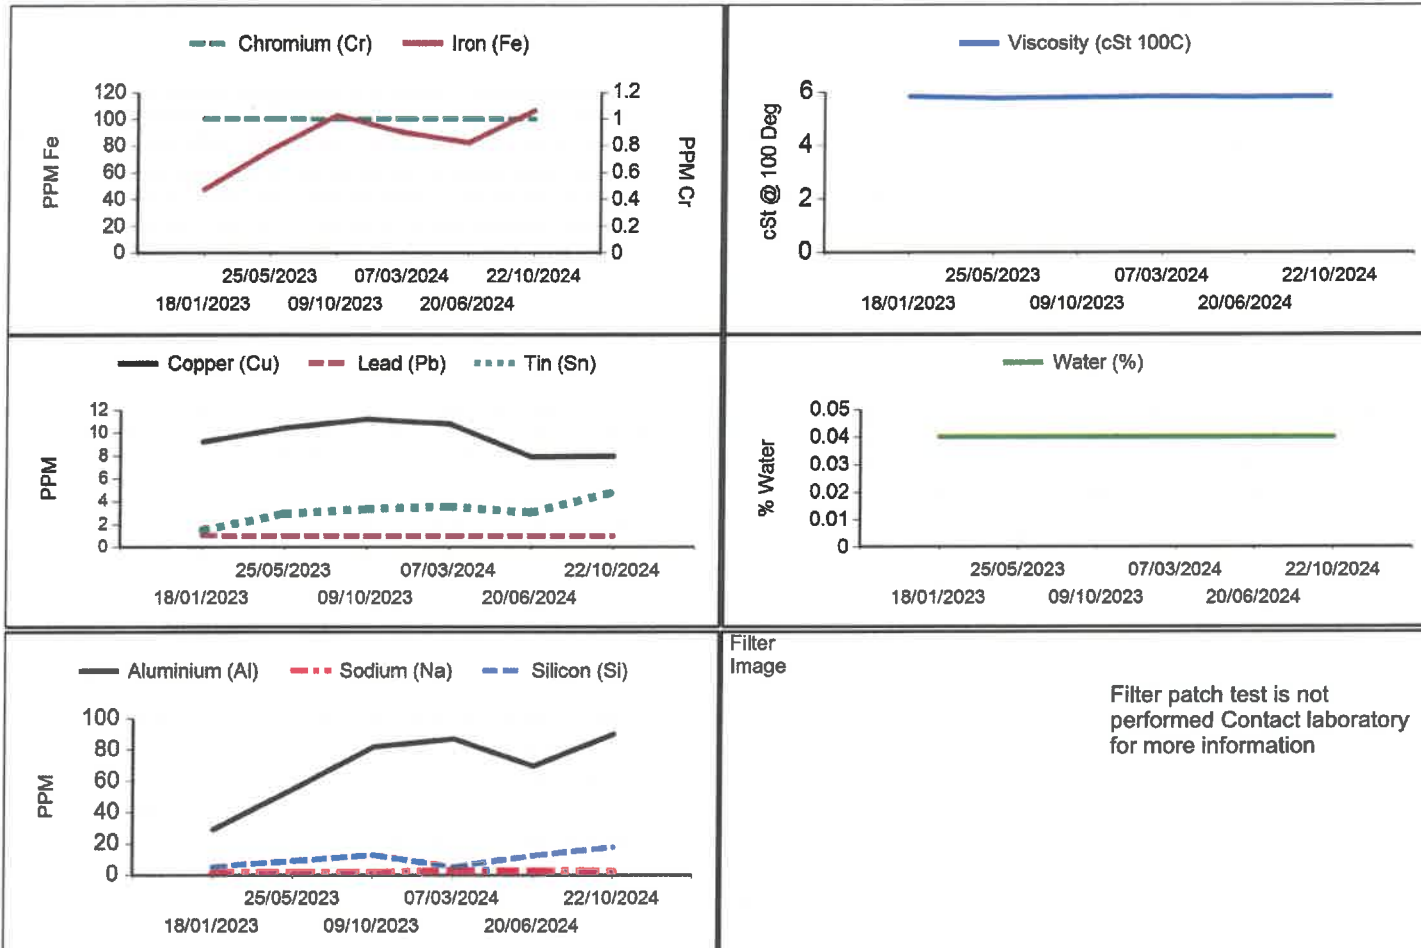 Chromium (Cr) Iron (Fe)
PPM Fe
120
100
80
60
40
20
0
1.2
1
0.8
0.6
0.4
0.2
0
PPM Cr
25/05/2023 07/03/2024 22/10/2024
18/01/2023 09/10/2023 20/06/2024
Viscosity (cSt 100C)
cSt @ 100 Deg
6
4
2
0
25/05/2023 07/03/2024 22/10/2024
18/01/2023 09/10/2023 20/06/2024
Copper (Cu) Lead (Pb) Tin (Sn)
PPM
12
10
8
6
4
2
0
25/05/2023 07/03/2024 22/10/2024
18/01/2023 09/10/2023 20/06/2024
Water (%)
% Water
0.05
0.04
0.03
0.02
0.01
0
25/05/2023 07/03/2024 22/10/2024
18/01/2023 09/10/2023 20/06/2024
Aluminium (Al) Sodium (Na) Silicon (Si)
PPM
100
80
60
40
20
0
25/05/2023 07/03/2024 22/10/2024
18/01/2023 09/10/2023 20/06/2024
Filter
Image
Filter patch test is not
performed Contact laboratory
for more information